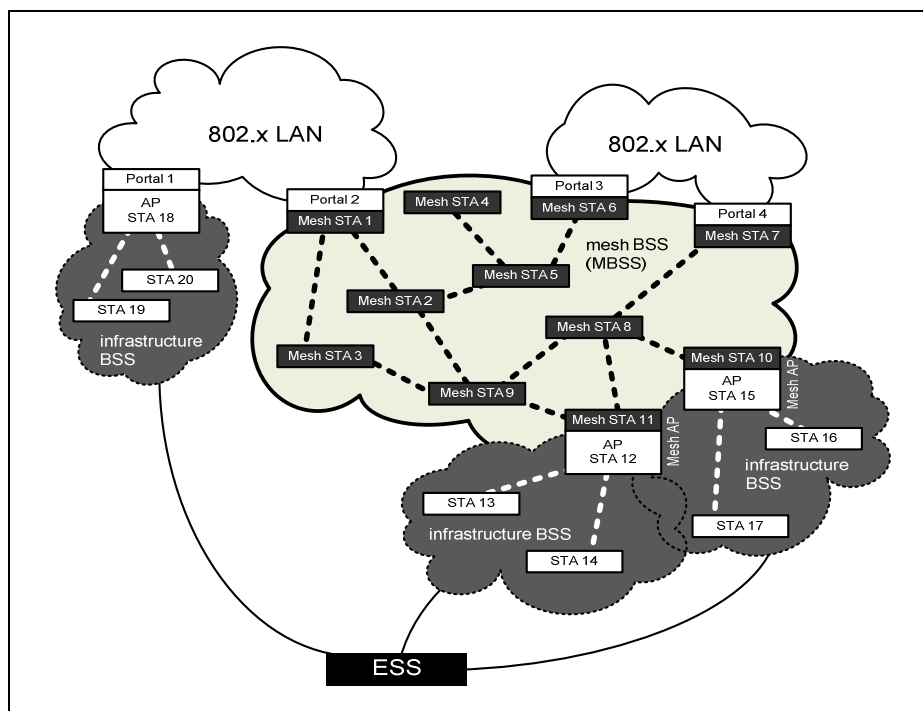 802.x LAN
802.x LAN
Portal 1
AP
STA 18
Portal 2
Mesh STA 1
Mesh STA 4
Portal 3
Mesh STA 6
Portal 4
Mesh STA 7
mesh BSS
(MBSS)
STA 20
STA 19
infrastructure
BSS
Mesh STA 5
Mesh STA 2
Mesh STA 8
Mesh STA 3
Mesh STA 9
Mesh STA 10
AP
STA 15
Mesh AP
Mesh STA 11
AP
STA 12
Mesh AP
STA 16
infrastructure
BSS
STA 13
infrastructure BSS
STA 17
STA 14
ESS